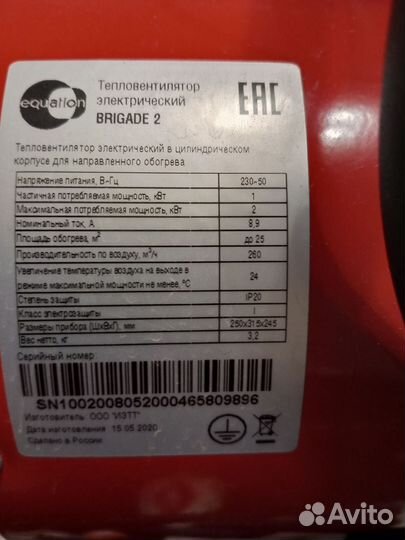 equation
Тепловентилятор
электрический
BRIGADE 2
EAC
Тепловентилятор электрический в цилиндрическом
корпусе для направленного обогрева
Напряжение питания, В~Гц 230~50
Частичная потребляемая мощность, кВт 1
Максимальная потребляемая мощность, кВт 2
Номинальный ток, А 8,9
Площадь обогрева, м² до 25
Производительность по воздуху, м³/ч 260
Увеличение температуры воздуха на выходе в
режиме максимальной мощности не менее, °С 24
Степень защиты IP20
Класс электрозащиты I
Размеры прибора (ШхВхГ), мм 250х315х245
Вес нетто, кг 3,2
Серийный номер
SN1002008052000465809896
Изготовитель ООО "ИЗТТ"
Дата изготовления 15.05.2020
Сделано в России
Avito